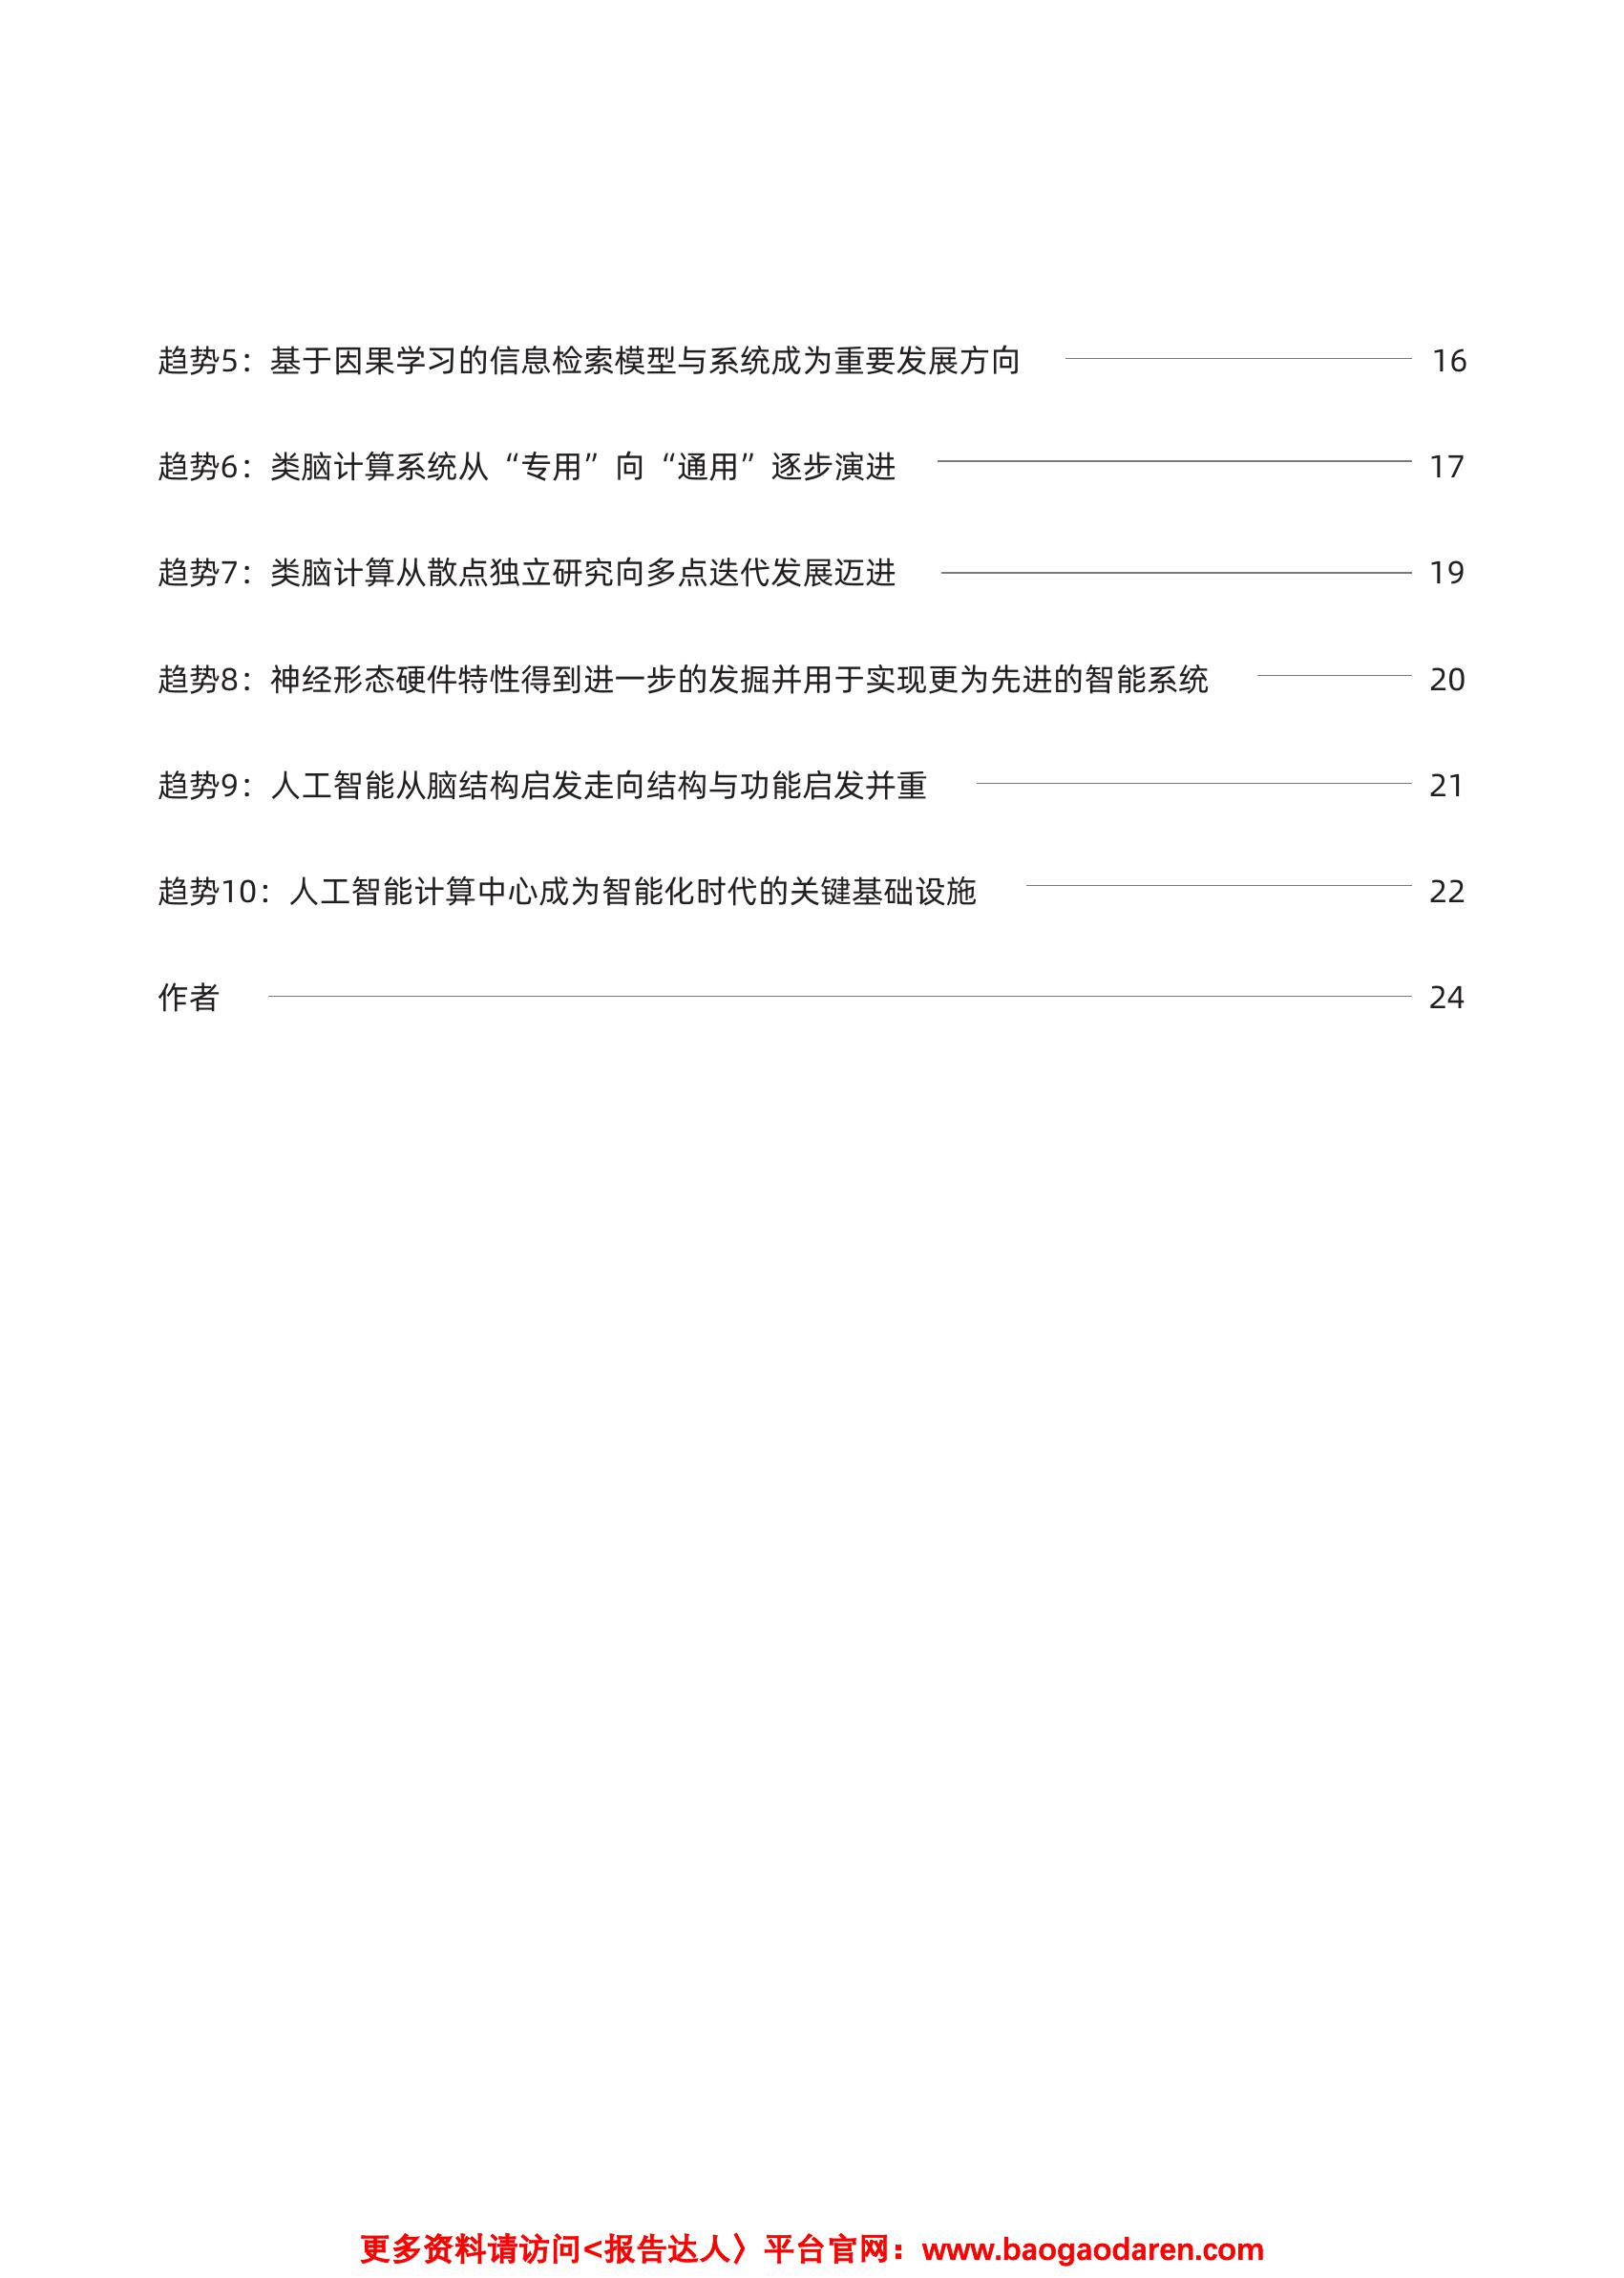 趋势5：基于因果学习的信息检索模型与系统成为重要发展方向 16
趋势6：类脑计算系统从“专用”向“通用”逐步演进 17
趋势7：类脑计算从散点独立研究向多点迭代发展迈进 19
趋势8：神经形态硬件特性得到进一步的发掘并用于实现更为先进的智能系统 20
趋势9：人工智能从脑结构启发走向结构与功能启发并重 21
趋势10：人工智能计算中心成为智能化时代的关键基础设施 22
作者 24
更多资料请访问<报告达人〉平台官网：www.baogaodaren.com